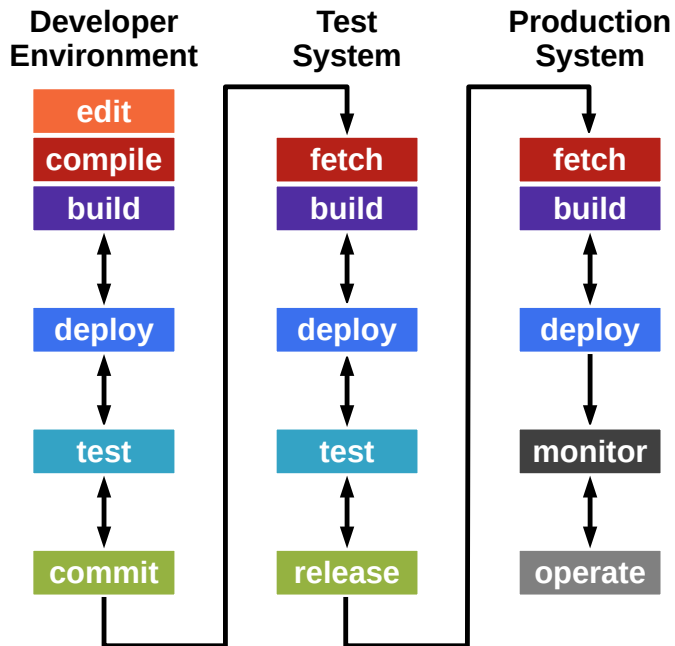 Developer
Environment
edit
compile
build
deploy
test
commit
Test
System
fetch
build
deploy
test
release
Production
System
fetch
build
deploy
monitor
operate